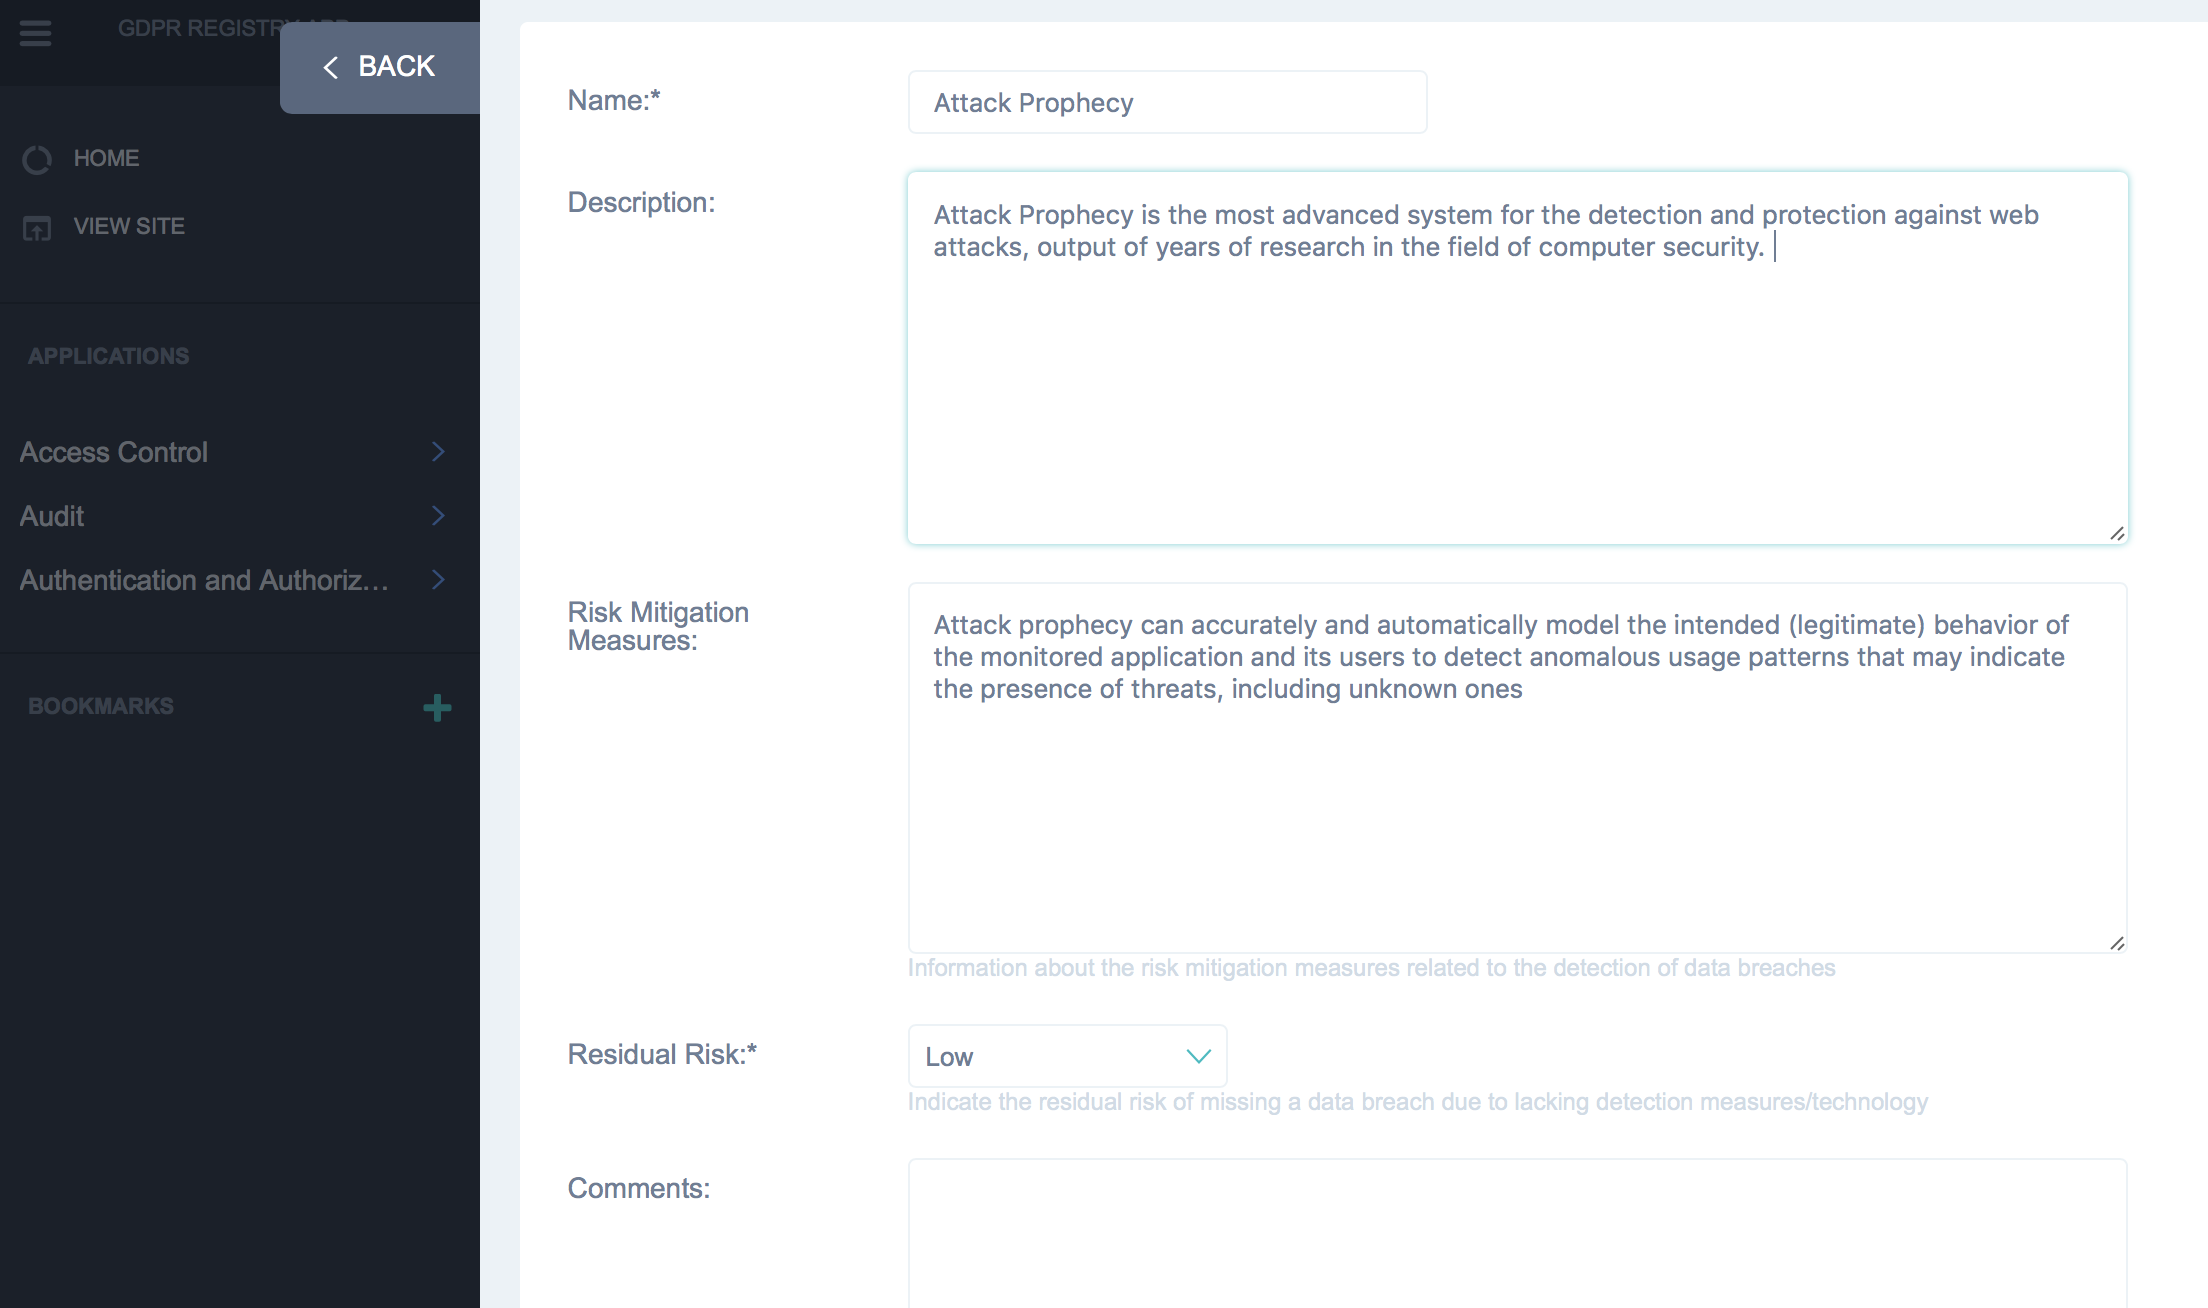 GDPR REGISTRY APP
BACK
HOME
VIEW SITE
APPLICATIONS
Access Control
Audit
Authentication and Authoriz...
BOOKMARKS
Name:*
Attack Prophecy
Description:
Attack Prophecy is the most advanced system for the detection and protection against web
attacks, output of years of research in the field of computer security.
Risk Mitigation
Measures:
Attack prophecy can accurately and automatically model the intended (legitimate) behavior of
the monitored application and its users to detect anomalous usage patterns that may indicate
the presence of threats, including unknown ones
Information about the risk mitigation measures related to the detection of data breaches
Residual Risk:*
Low
Indicate the residual risk of missing a data breach due to lacking detection measures/technology
Comments: